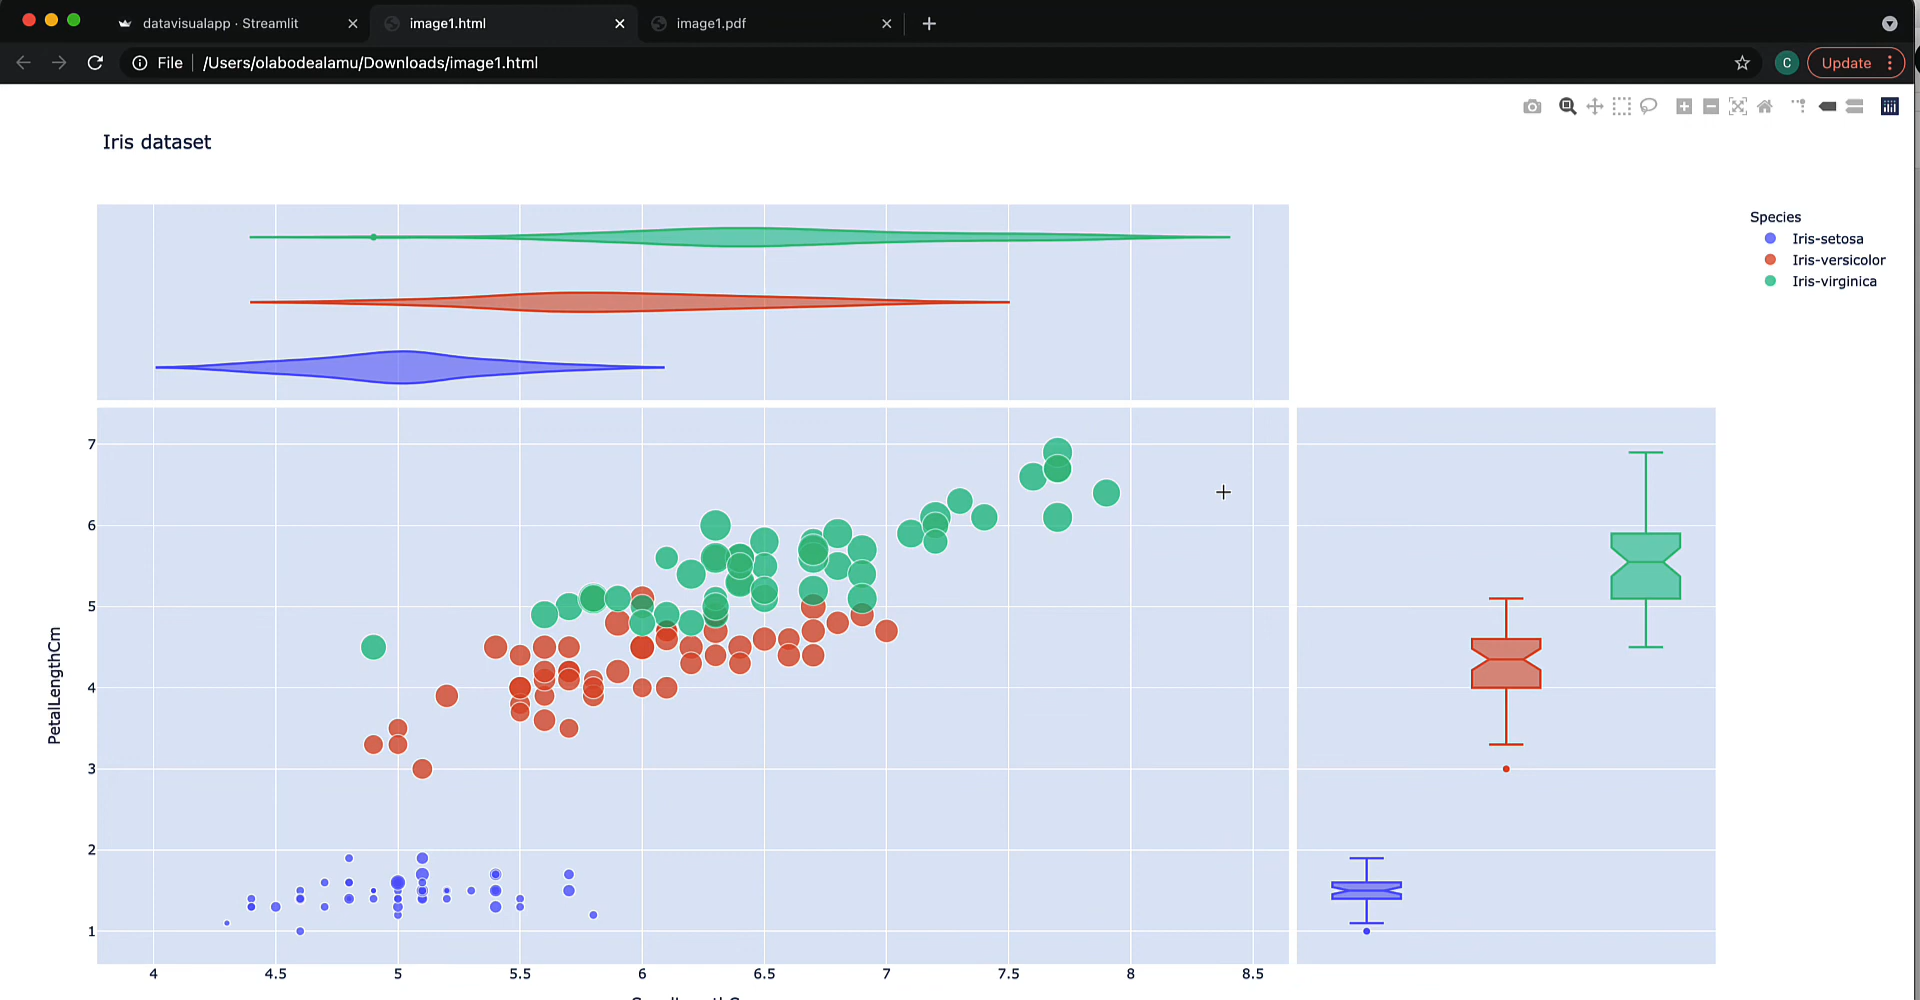 datavisualapp · Streamlit
image1.html
image1.pdf
File /Users/olabodealamu/Downloads/image1.html
C
Update
Iris dataset
Species
Iris-setosa
Iris-versicolor
Iris-virginica
PetalLengthCm
7
6
5
4
3
2
1
4 4.5 5 5.5 6 6.5 7 7.5 8 8.5